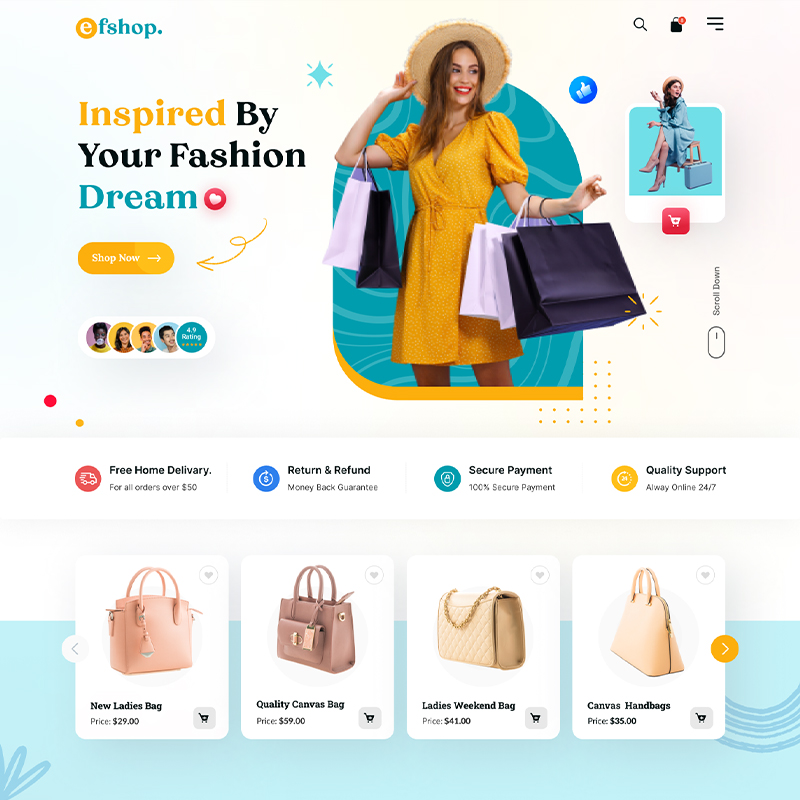 efshop.
1
Inspired By
Your Fashion
Dream
Shop Now
4.9
Rating
Scroll Down
Free Home Delivary.
For all orders over $50
Return & Refund
Money Back Guarantee
Secure Payment
100% Secure Payment
Quality Support
Alway Online 24/7
New Ladies Bag
Price: $29.00
Quality Canvas Bag
Price: $59.00
Ladies Weekend Bag
Price: $41.00
Canvas Handbags
Price: $35.00